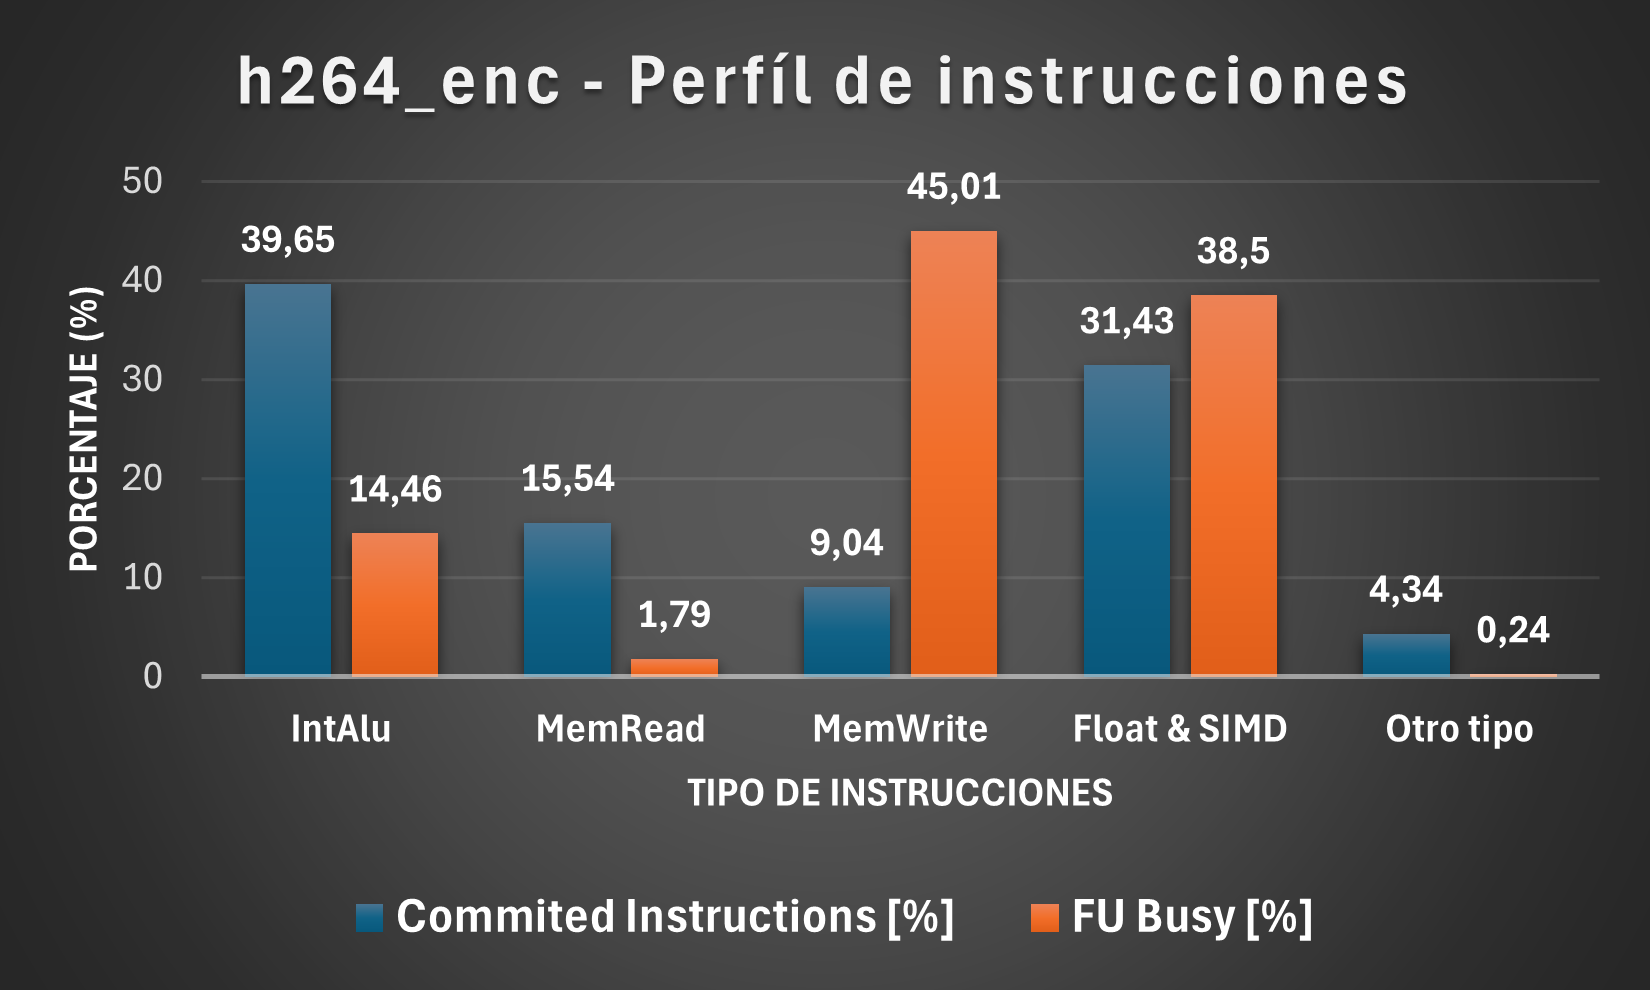 h264_enc - Perfíl de instrucciones
50
45,01
39,65
38,5
40
31,43
30
PORCENTAJE (%)
20
14,46
15,54
9,04
10
1,79
4,34
0,24
0
IntAlu
MemRead
MemWrite
Float & SIMD
Otro tipo
TIPO DE INSTRUCCIONES
Commited Instructions [%]
FU Busy [%]